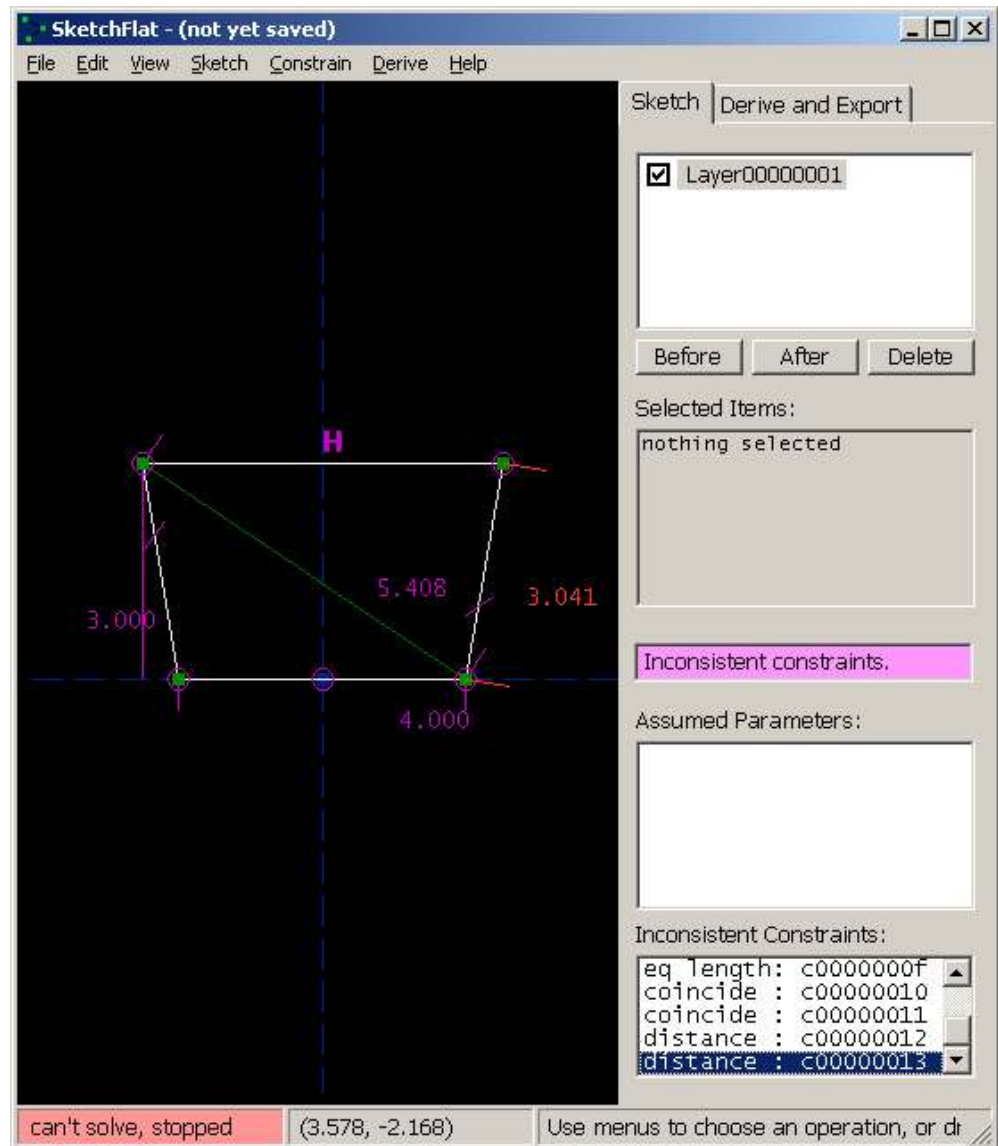 SketchFlat - (not yet saved)
File Edit View Sketch Constrain Derive Help
Sketch Derive and Export
Layer00000001
Before After Delete
Selected Items:
nothing selected
H
5.408
3.041
3.000
4.000
Inconsistent constraints.
Assumed Parameters:
Inconsistent Constraints:
eq length: c0000000f
coincide : c00000010
coincide : c00000011
distance : c00000012
distance : c00000013
can't solve, stopped (3.578, -2.168) Use menus to choose an operation, or dr